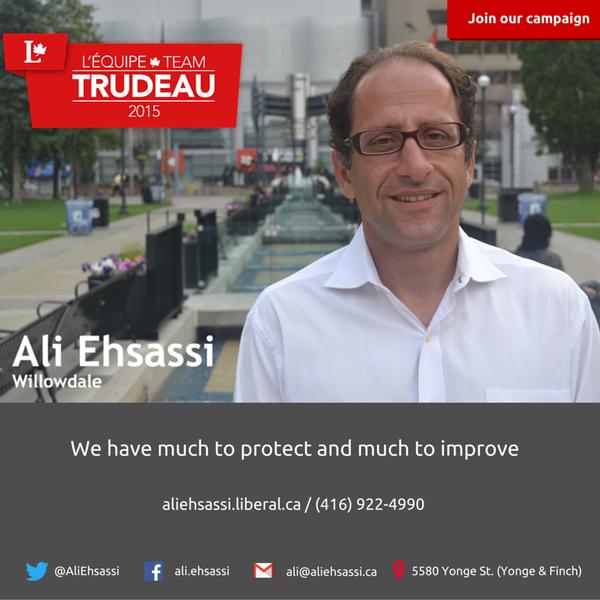 Join our campaign
L
L'ÉQUIPE TEAM
TRUDEAU
2015
Ali Ehsassi
Willowdale
We have much to protect and much to improve
aliehsassi.liberal.ca / (416) 922-4990
@AliEhsassi
ali.ehsassi
ali@aliehsassi.ca
5580 Yonge St. (Yonge & Finch)